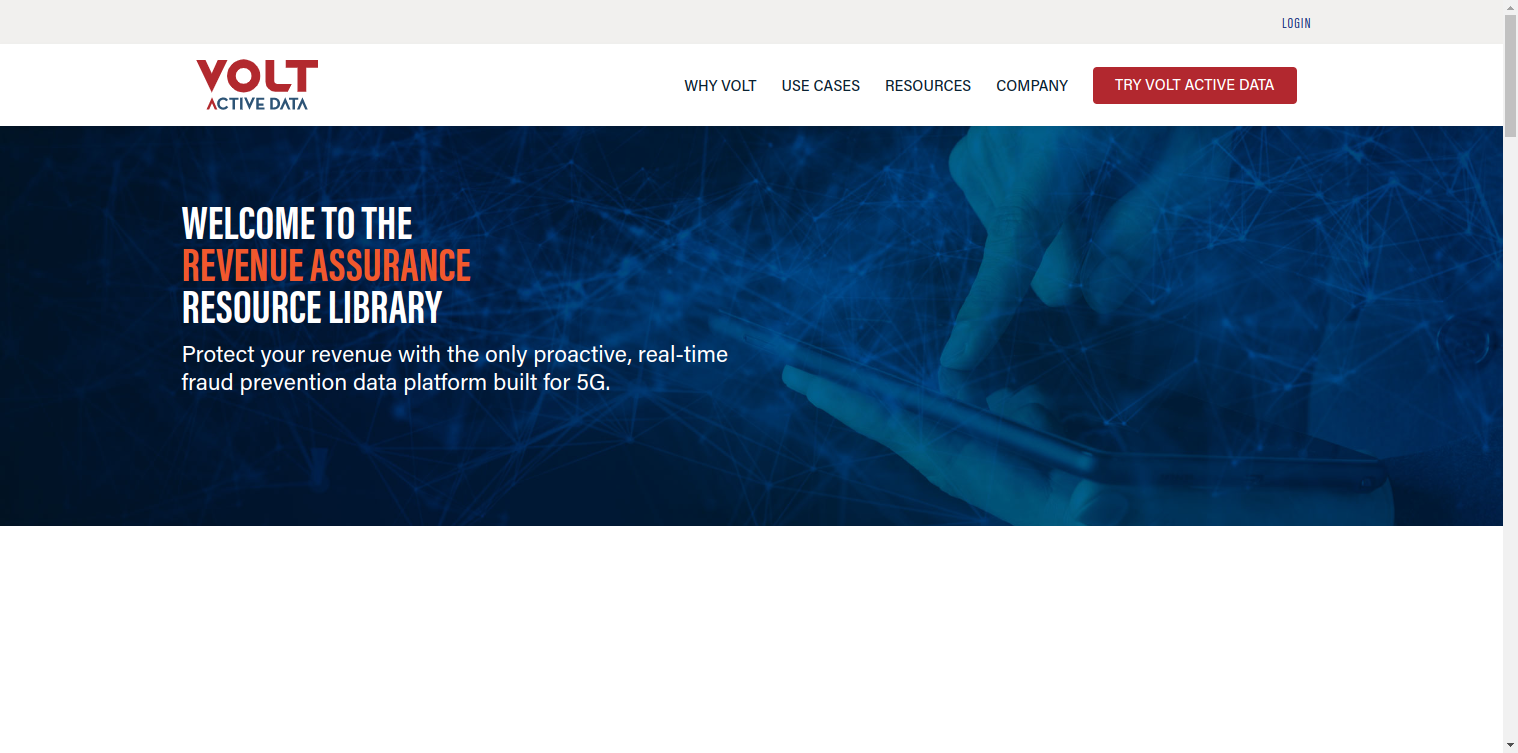 LOGIN
VOLT
ACTIVE DATA
WHY VOLT
USE CASES
RESOURCES
COMPANY
TRY VOLT ACTIVE DATA
WELCOME TO THE
REVENUE ASSURANCE
RESOURCE LIBRARY
Protect your revenue with the only proactive, real-time
fraud prevention data platform built for 5G.